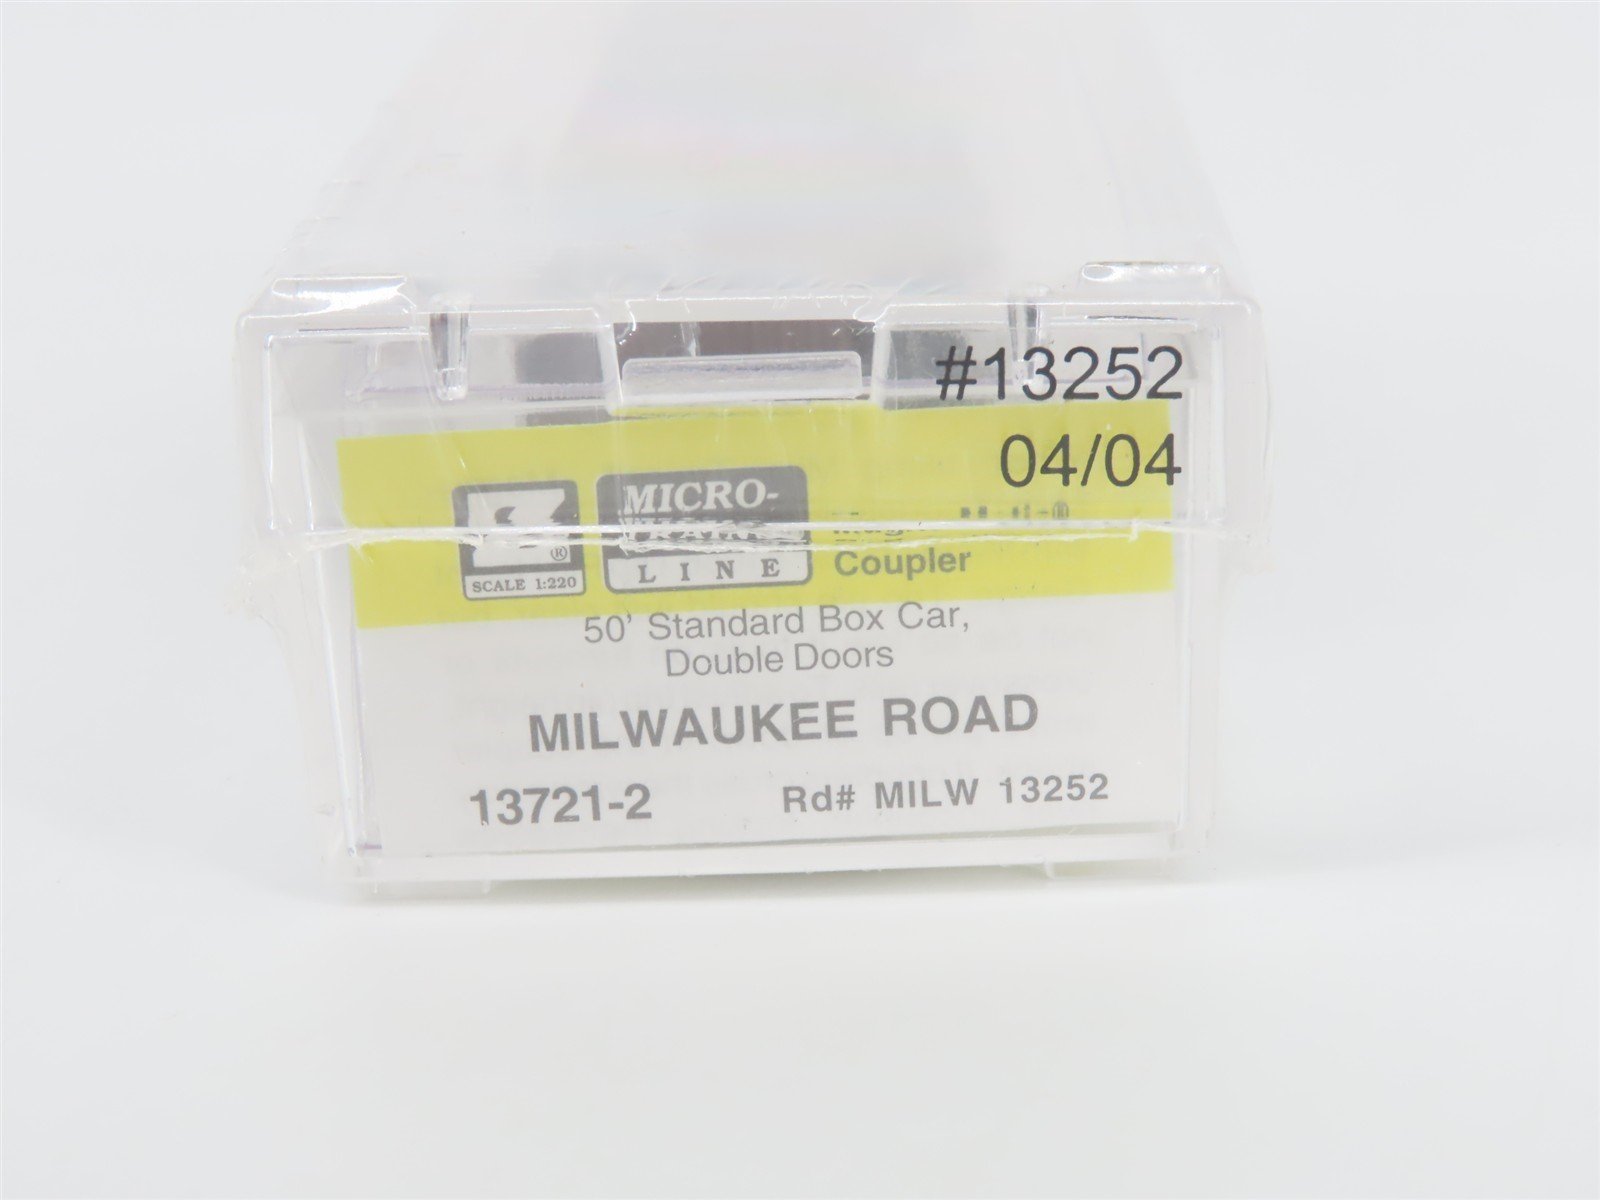 #13252
04/04
MICRO-
TRAINS
LINE
®
SCALE 1:220
Coupler
50' Standard Box Car,
Double Doors
MILWAUKEE ROAD
13721-2 Rd# MILW 13252